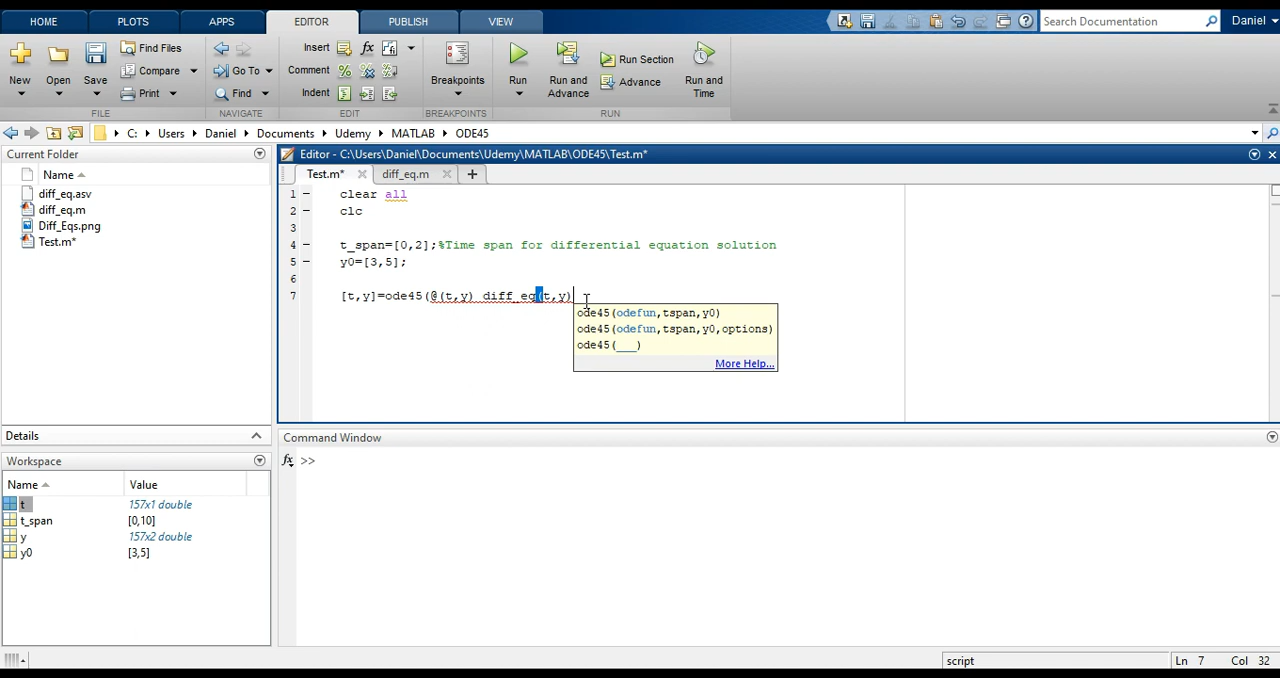 HOME PLOTS APPS EDITOR PUBLISH VIEW Search Documentation Daniel
New Open Save Find Files Compare Print
Go To Find
Insert fx
Comment % %
Indent
Breakpoints Run Run and Advance Run Section Advance Run and Time
FILE NAVIGATE EDIT BREAKPOINTS RUN
C: Users Daniel Documents Udemy MATLAB ODE45
Current Folder
Name
diff_eq.asv
diff_eq.m
Diff_Eqs.png
Test.m*
Details
Workspace
Name Value
t 157x1 double
t_span [0,10]
y 157x2 double
y0 [3,5]
Editor - C:\Users\Daniel\Documents\Udemy\MATLAB\ODE45\Test.m*
Test.m* diff_eq.m +
1 - clear all
2 - clc
3
4 - t_span=[0,2];%Time span for differential equation solution
5 - y0=[3,5];
6
7 [t,y]=ode45(@(t,y) diff_eq(t,y)
ode45(odefun,tspan,y0)
ode45(odefun,tspan,y0,options)
ode45(___)
More Help...
Command Window
fx >>
script Ln 7 Col 32